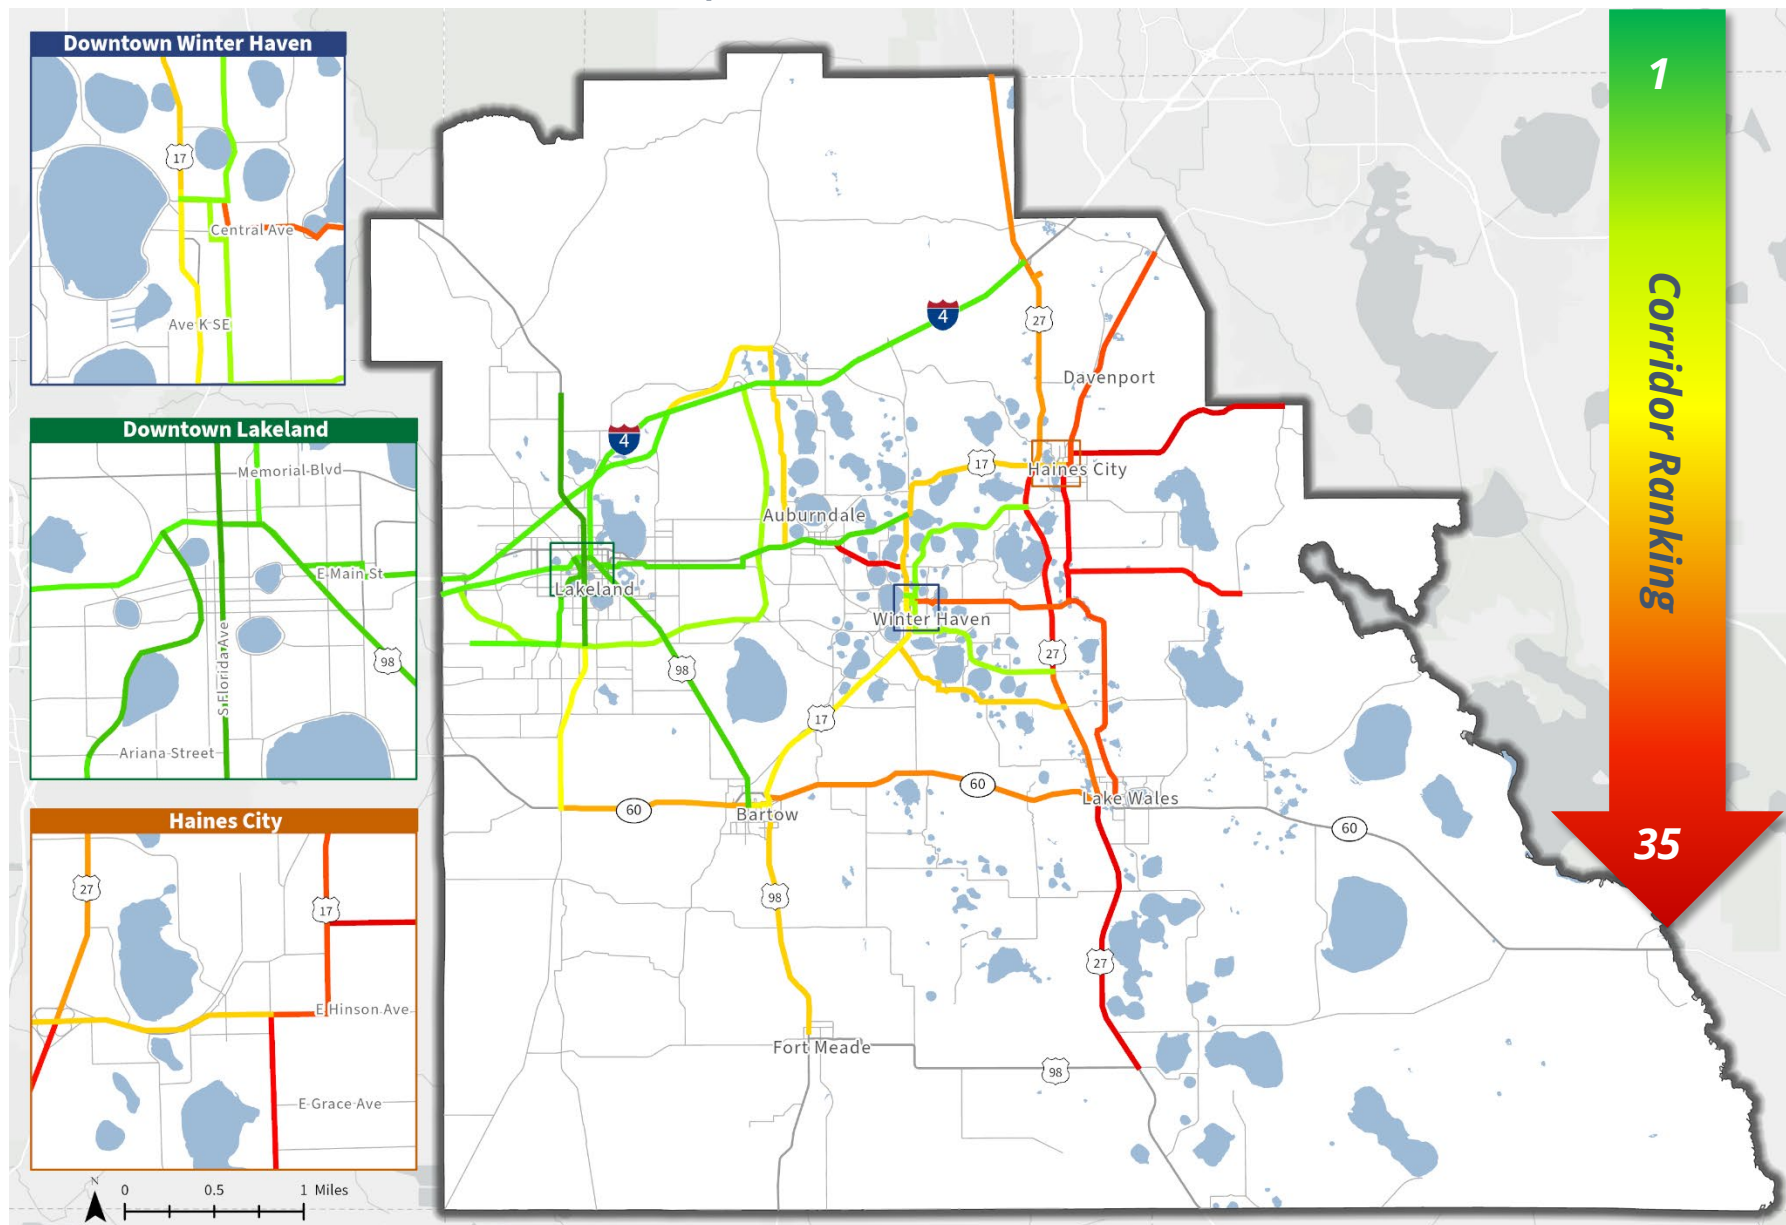 Downtown Winter Haven
17
Central Ave
Ave K SE
Downtown Lakeland
Memorial Blvd
E Main St
S Florida Ave
98
Ariana Street
Haines City
27
17
E Hinson Ave
E Grace Ave
N
0 0.5 1 Miles
4
27
Davenport
4
17
Haines City
Auburndale
Lakeland
Winter Haven
27
98
17
60
60
Lake Wales
Bartow
60
98
27
Fort Meade
98
1
Corridor Ranking
35